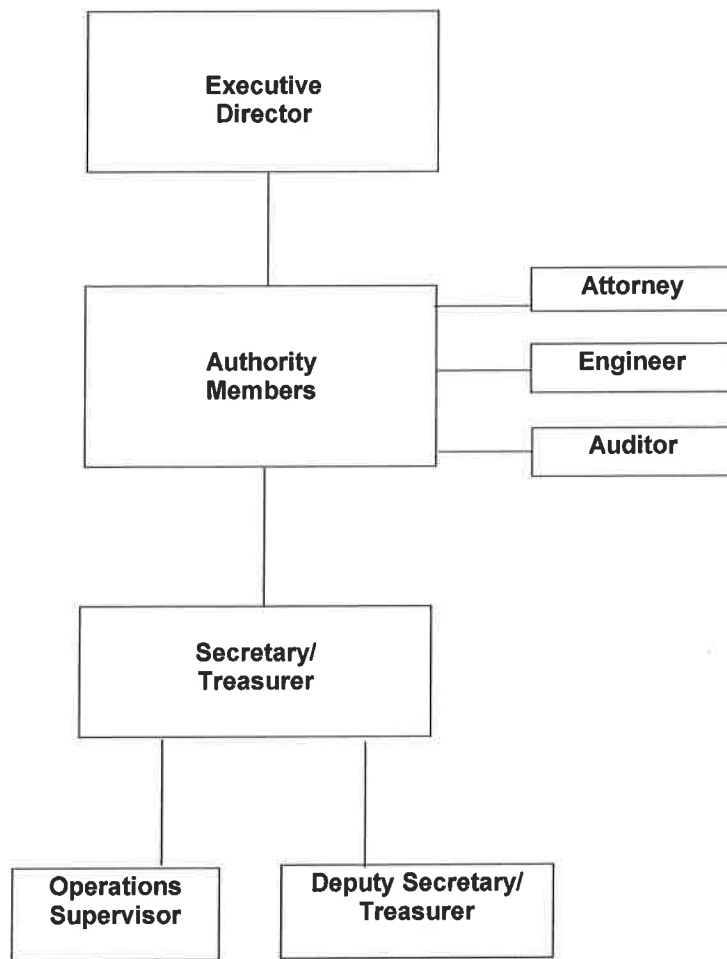 Executive
Director
Attorney
Authority
Members
Engineer
Auditor
Secretary/
Treasurer
Operations
Supervisor
Deputy Secretary/
Treasurer